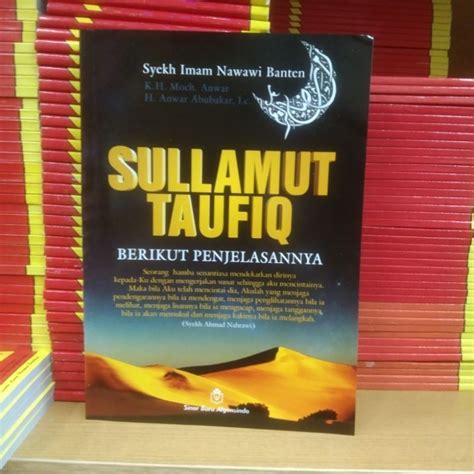 Syekh Imam Nawawi Banten
K.H. Moch. Anwar
H. Anwar Abubakar, Lc.
SULLAMUT
TAUFIQ
BERIKUT PENJELASANNYA
Seorang hamba senantiasa mendekatkan dirinya
kepada-Ku dengan mengerjakan sunat sehingga aku mencintainya.
Maka bila Aku telah mencintai dia, Akulah yang menjaga
pendengarannya bila ia mendengar, menjaga penglihatannya bila ia
melihat, menjaga lisannya bila ia mengucap, menjaga tangannya
bila ia akan memukul dan menjaga kakinya bila ia melangkah.
(Syekh Ahmad Nahrawi)
Sinar Baru Algensindo